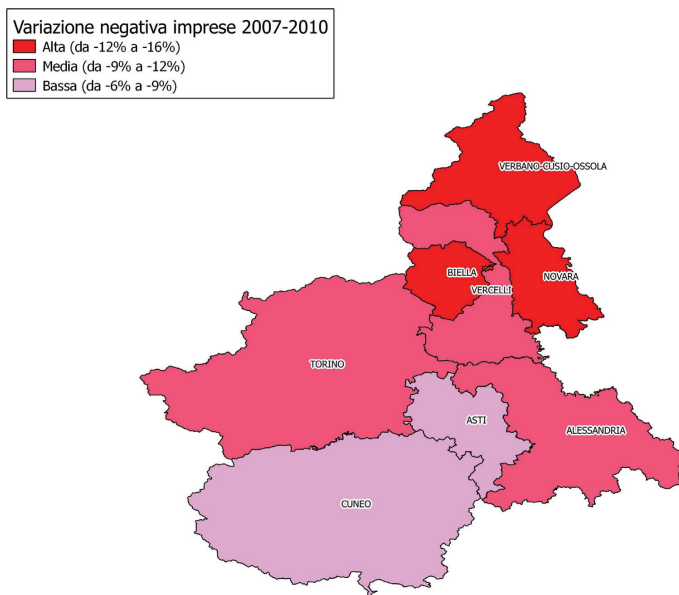 Variazione negativa imprese 2007-2010
Alta (da -12% a -16%)
Media (da -9% a -12%)
Bassa (da -6% a -9%)
VERBANO-CUSIO-OSSOLA
BIELLA
NOVARA
VERCELLI
TORINO
ASTI
ALESSANDRIA
CUNEO